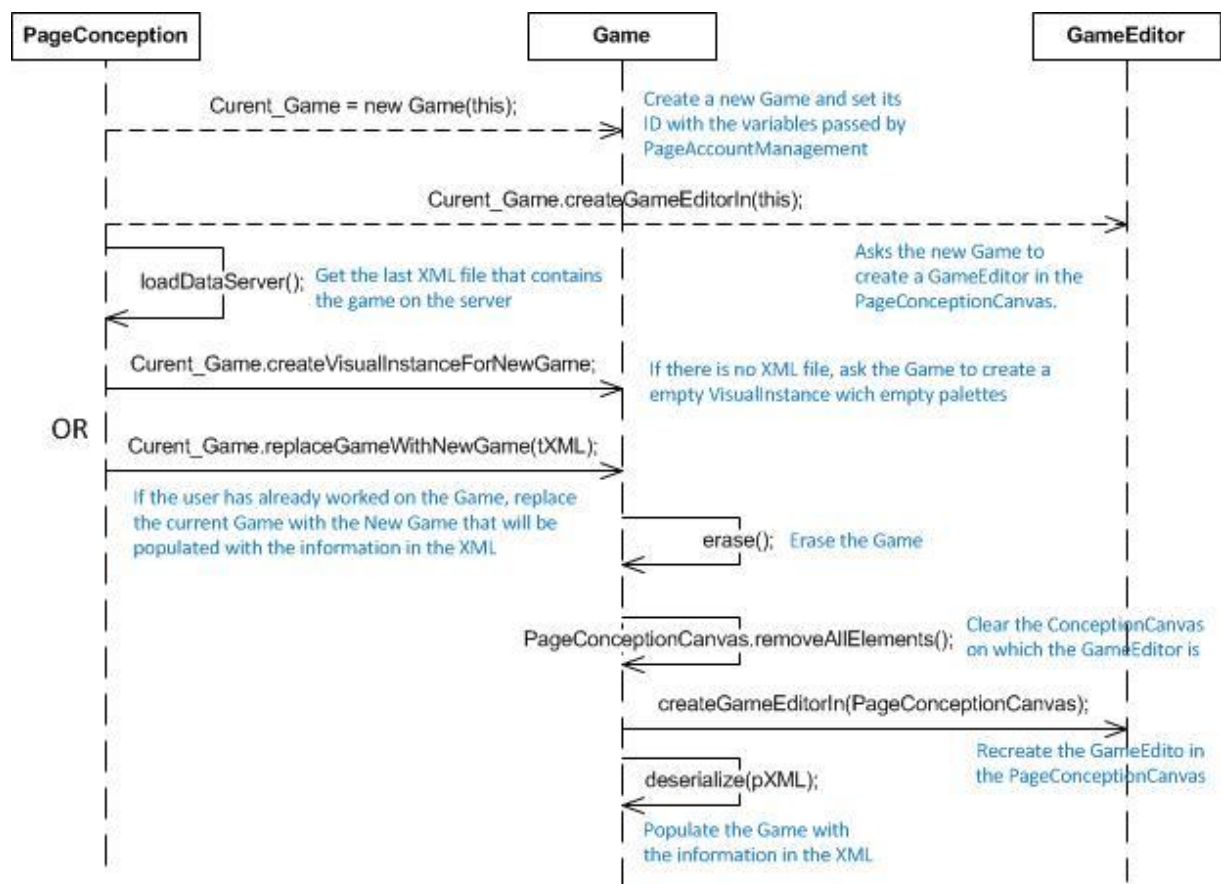 PageConception
Game
GameEditor
Curent_Game = new Game(this);
Create a new Game and set its
ID with the variables passed by
PageAccountManagement
Curent_Game.createGameEditorIn(this);
Asks the new Game to
create a GameEditor in the
PageConceptionCanvas.
loadDataServer();
Get the last XML file that contains
the game on the server
Curent_Game.createVisualInstanceForNewGame;
If there is no XML file, ask the Game to create a
empty VisualInstance wich empty palettes
OR
Curent_Game.replaceGameWithNewGame(tXML);
If the user has already worked on the Game, replace
the current Game with the New Game that will be
populated with the information in the XML
erase();
Erase the Game
PageConceptionCanvas.removeAllElements();
Clear the ConceptionCanvas
on which the GameEditor is
createGameEditorIn(PageConceptionCanvas);
Recreate the GameEdito in
the PageConceptionCanvas
deserialize(pXML);
Populate the Game with
the information in the XML